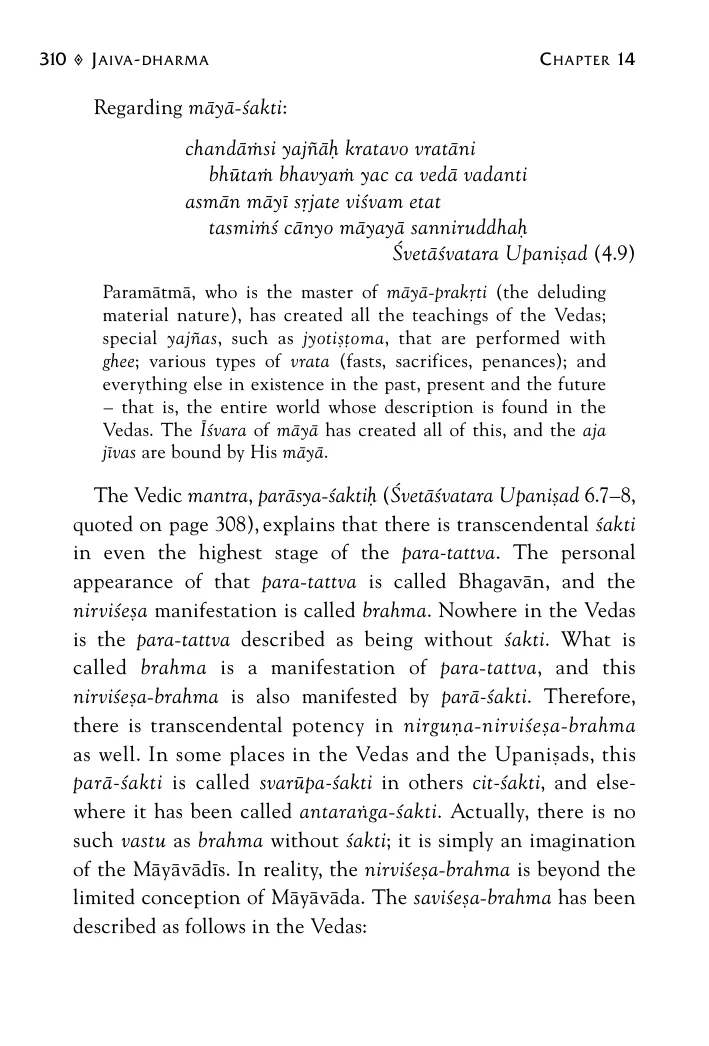 310 ◊ JAIVA-DHARMA CHAPTER 14
Regarding māyā-śakti:
chandāṁsi yajñāḥ kratavo vratāni
bhūtaṁ bhavyaṁ yac ca vedā vadanti
asmān māyī sṛjate viśvam etat
tasmiṁś cānyo māyayā sanniruddhaḥ
Śvetāśvatara Upaniṣad (4.9)
Paramātmā, who is the master of māyā-prakṛti (the deluding
material nature), has created all the teachings of the Vedas;
special yajñas, such as jyotiṣṭoma, that are performed with
ghee; various types of vrata (fasts, sacrifices, penances); and
everything else in existence in the past, present and the future
– that is, the entire world whose description is found in the
Vedas. The Īśvara of māyā has created all of this, and the aja
jīvas are bound by His māyā.
The Vedic mantra, parāsya-śaktiḥ (Śvetāśvatara Upaniṣad 6.7–8,
quoted on page 308), explains that there is transcendental śakti
in even the highest stage of the para-tattva. The personal
appearance of that para-tattva is called Bhagavān, and the
nirviśeṣa manifestation is called brahma. Nowhere in the Vedas
is the para-tattva described as being without śakti. What is
called brahma is a manifestation of para-tattva, and this
nirviśeṣa-brahma is also manifested by parā-śakti. Therefore,
there is transcendental potency in nirguṇa-nirviśeṣa-brahma
as well. In some places in the Vedas and the Upaniṣads, this
parā-śakti is called svarūpa-śakti in others cit-śakti, and else-
where it has been called antaraṅga-śakti. Actually, there is no
such vastu as brahma without śakti; it is simply an imagination
of the Māyāvādīs. In reality, the nirviśeṣa-brahma is beyond the
limited conception of Māyāvāda. The saviśeṣa-brahma has been
described as follows in the Vedas: